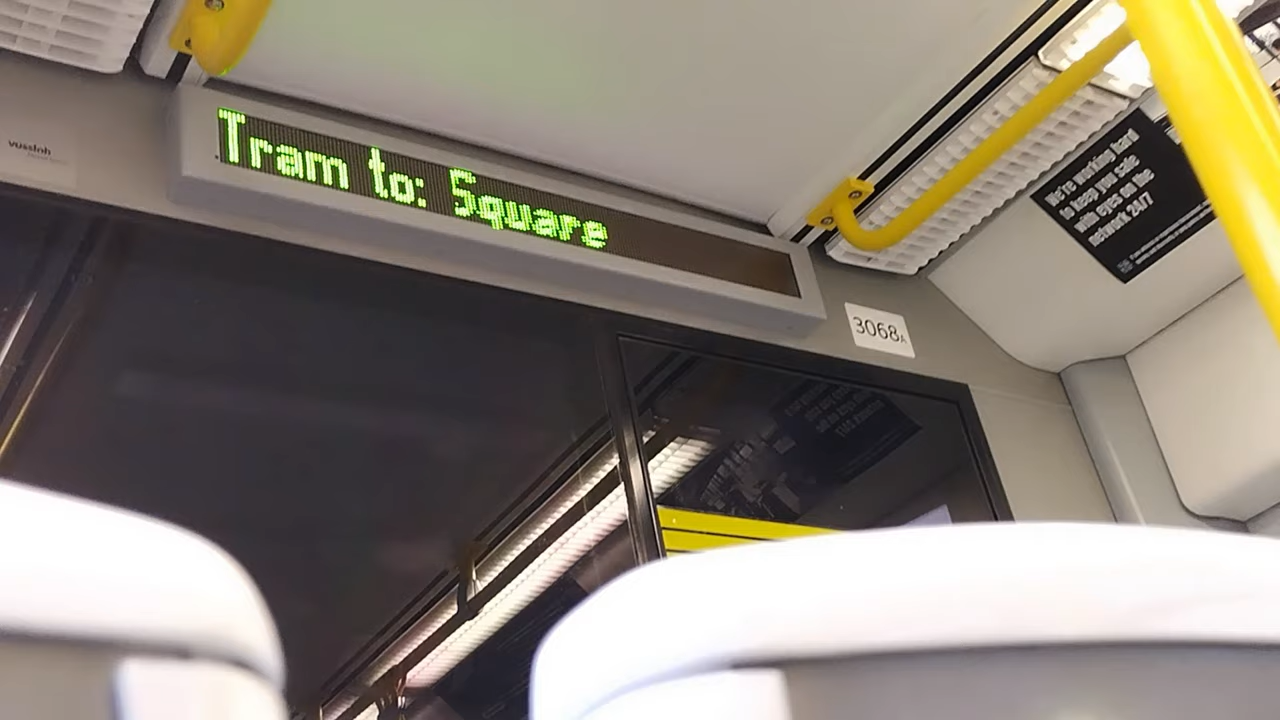 vossloh
Tram to: Square
3068A
We're working hard
to keep you safe
with eyes on the
network 24/7